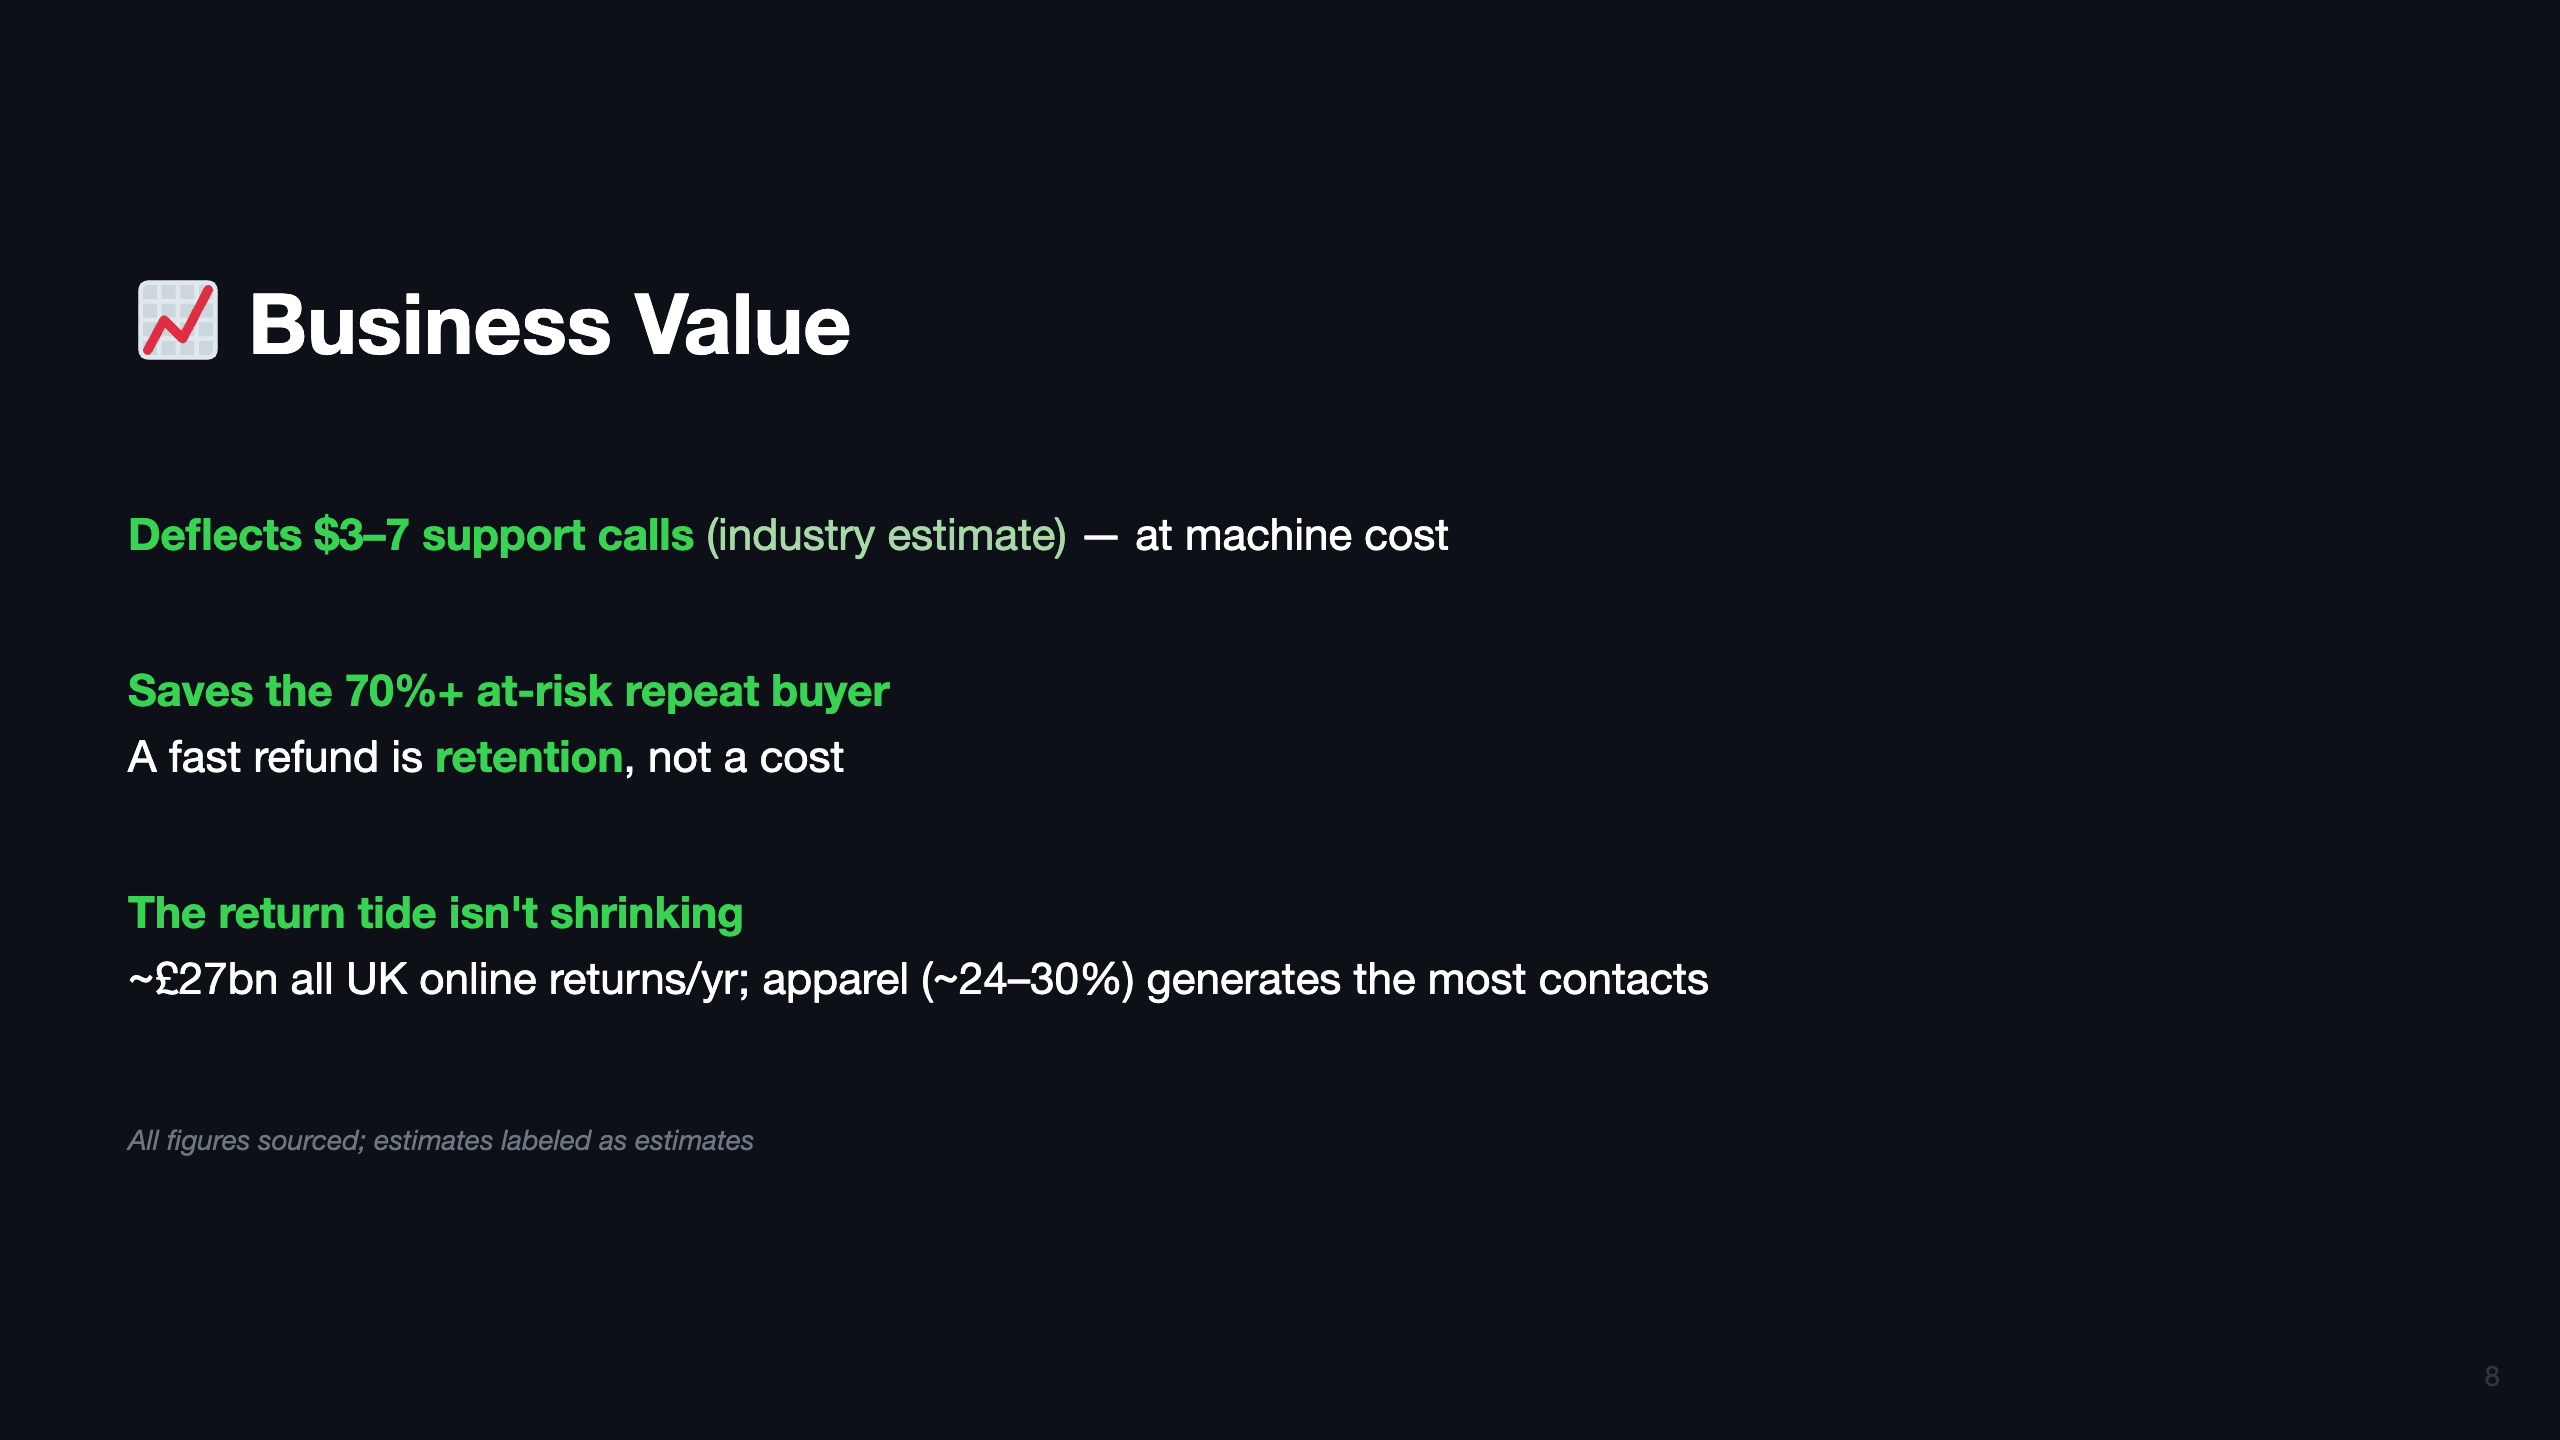 Business Value
Deflects $3–7 support calls (industry estimate) — at machine cost
Saves the 70%+ at-risk repeat buyer
A fast refund is retention, not a cost
The return tide isn't shrinking
~£27bn all UK online returns/yr; apparel (~24–30%) generates the most contacts
All figures sourced; estimates labeled as estimates
8